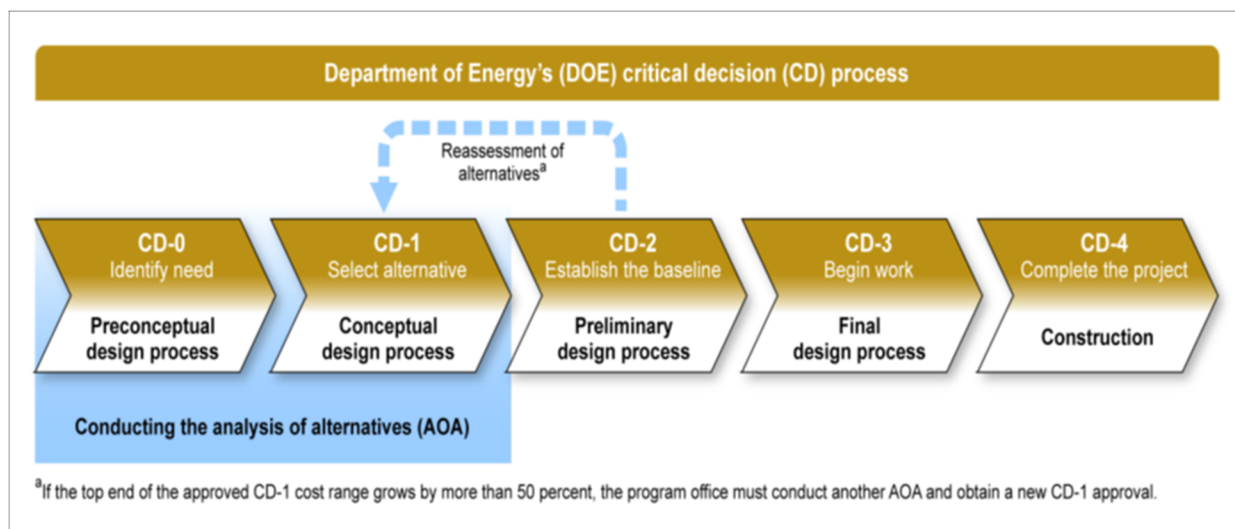 Department of Energy's (DOE) critical decision (CD) process
Reassessment of
alternativesª
CD-0
Identify need
Preconceptual
design process
CD-1
Select alternative
Conceptual
design process
CD-2
Establish the baseline
Preliminary
design process
CD-3
Begin work
Final
design process
CD-4
Complete the project
Construction
Conducting the analysis of alternatives (AOA)
ªIf the top end of the approved CD-1 cost range grows by more than 50 percent, the program office must conduct another AOA and obtain a new CD-1 approval.